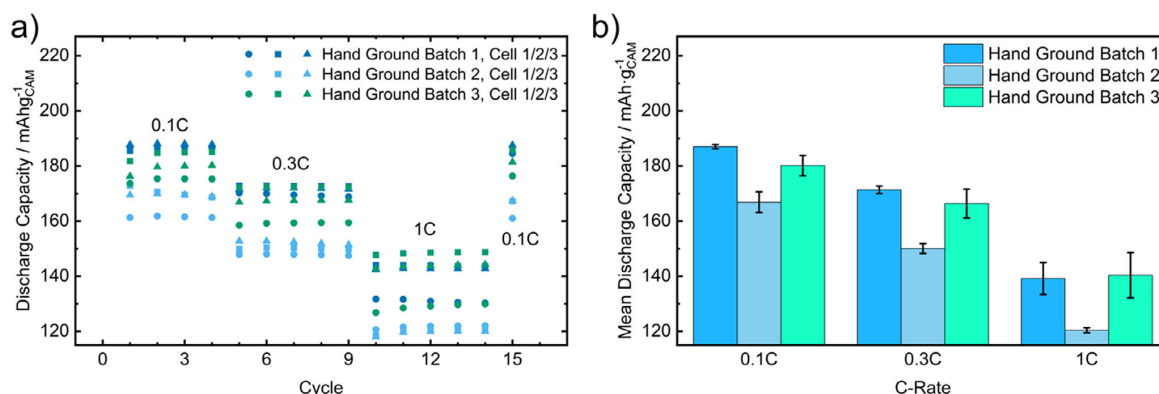 a)
Discharge Capacity / mAhg⁻¹CAM
220
200
180
160
140
120
Hand Ground Batch 1, Cell 1/2/3
Hand Ground Batch 2, Cell 1/2/3
Hand Ground Batch 3, Cell 1/2/3
0.1C
0.3C
1C
0.1C
0 3 6 9 12 15
Cycle
b)
Mean Discharge Capacity / mAh·g⁻¹CAM
220
200
180
160
140
120
Hand Ground Batch 1
Hand Ground Batch 2
Hand Ground Batch 3
0.1C 0.3C 1C
C-Rate